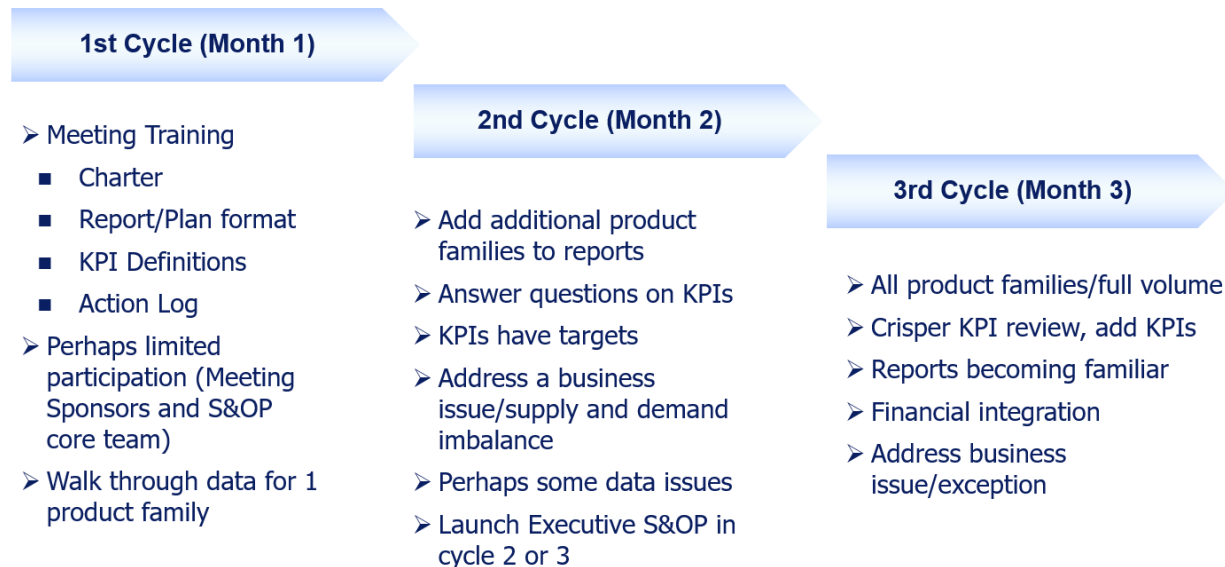 1st Cycle (Month 1)
➢ Meeting Training
■ Charter
■ Report/Plan format
■ KPI Definitions
■ Action Log
➢ Perhaps limited
participation (Meeting
Sponsors and S&OP
core team)
➢ Walk through data for 1
product family
2nd Cycle (Month 2)
➢ Add additional product
families to reports
➢ Answer questions on KPIs
➢ KPIs have targets
➢ Address a business
issue/supply and demand
imbalance
➢ Perhaps some data issues
➢ Launch Executive S&OP in
cycle 2 or 3
3rd Cycle (Month 3)
➢ All product families/full volume
➢ Crisper KPI review, add KPIs
➢ Reports becoming familiar
➢ Financial integration
➢ Address business
issue/exception